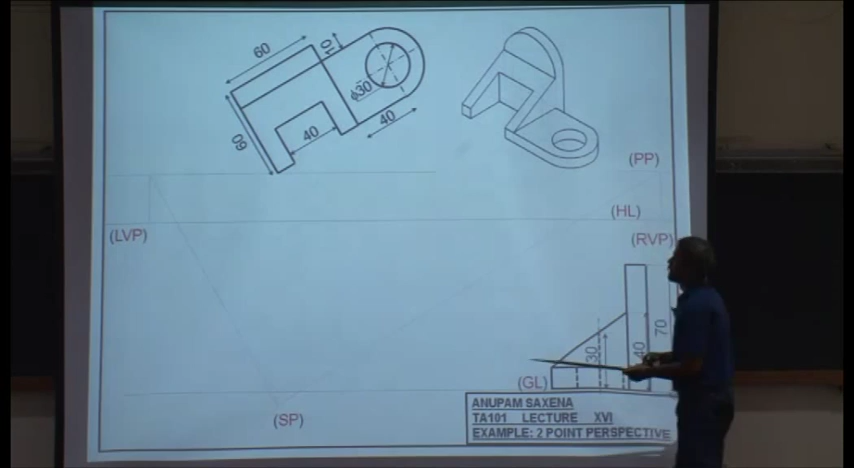 60
10
ϕ30
60
40
40
(PP)
(HL)
(LVP)
(RVP)
70
30
40
(GL)
(SP)
ANUPAM SAXENA
TA101 LECTURE XVI
EXAMPLE: 2 POINT PERSPECTIVE